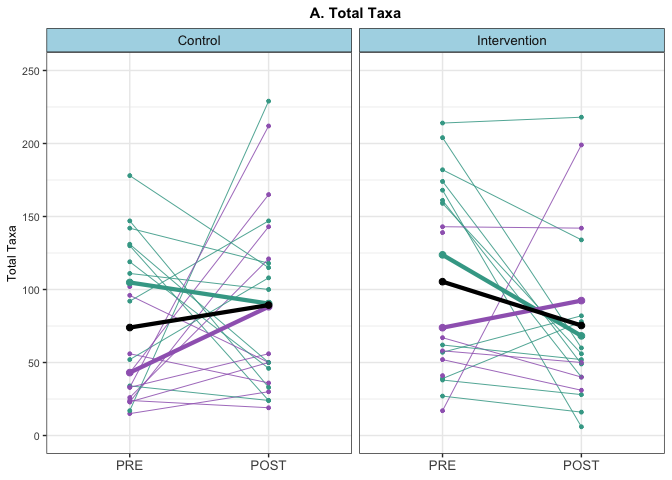 A. Total Taxa
Control
Intervention
Total Taxa
250
200
150
100
50
0
PRE
POST
PRE
POST